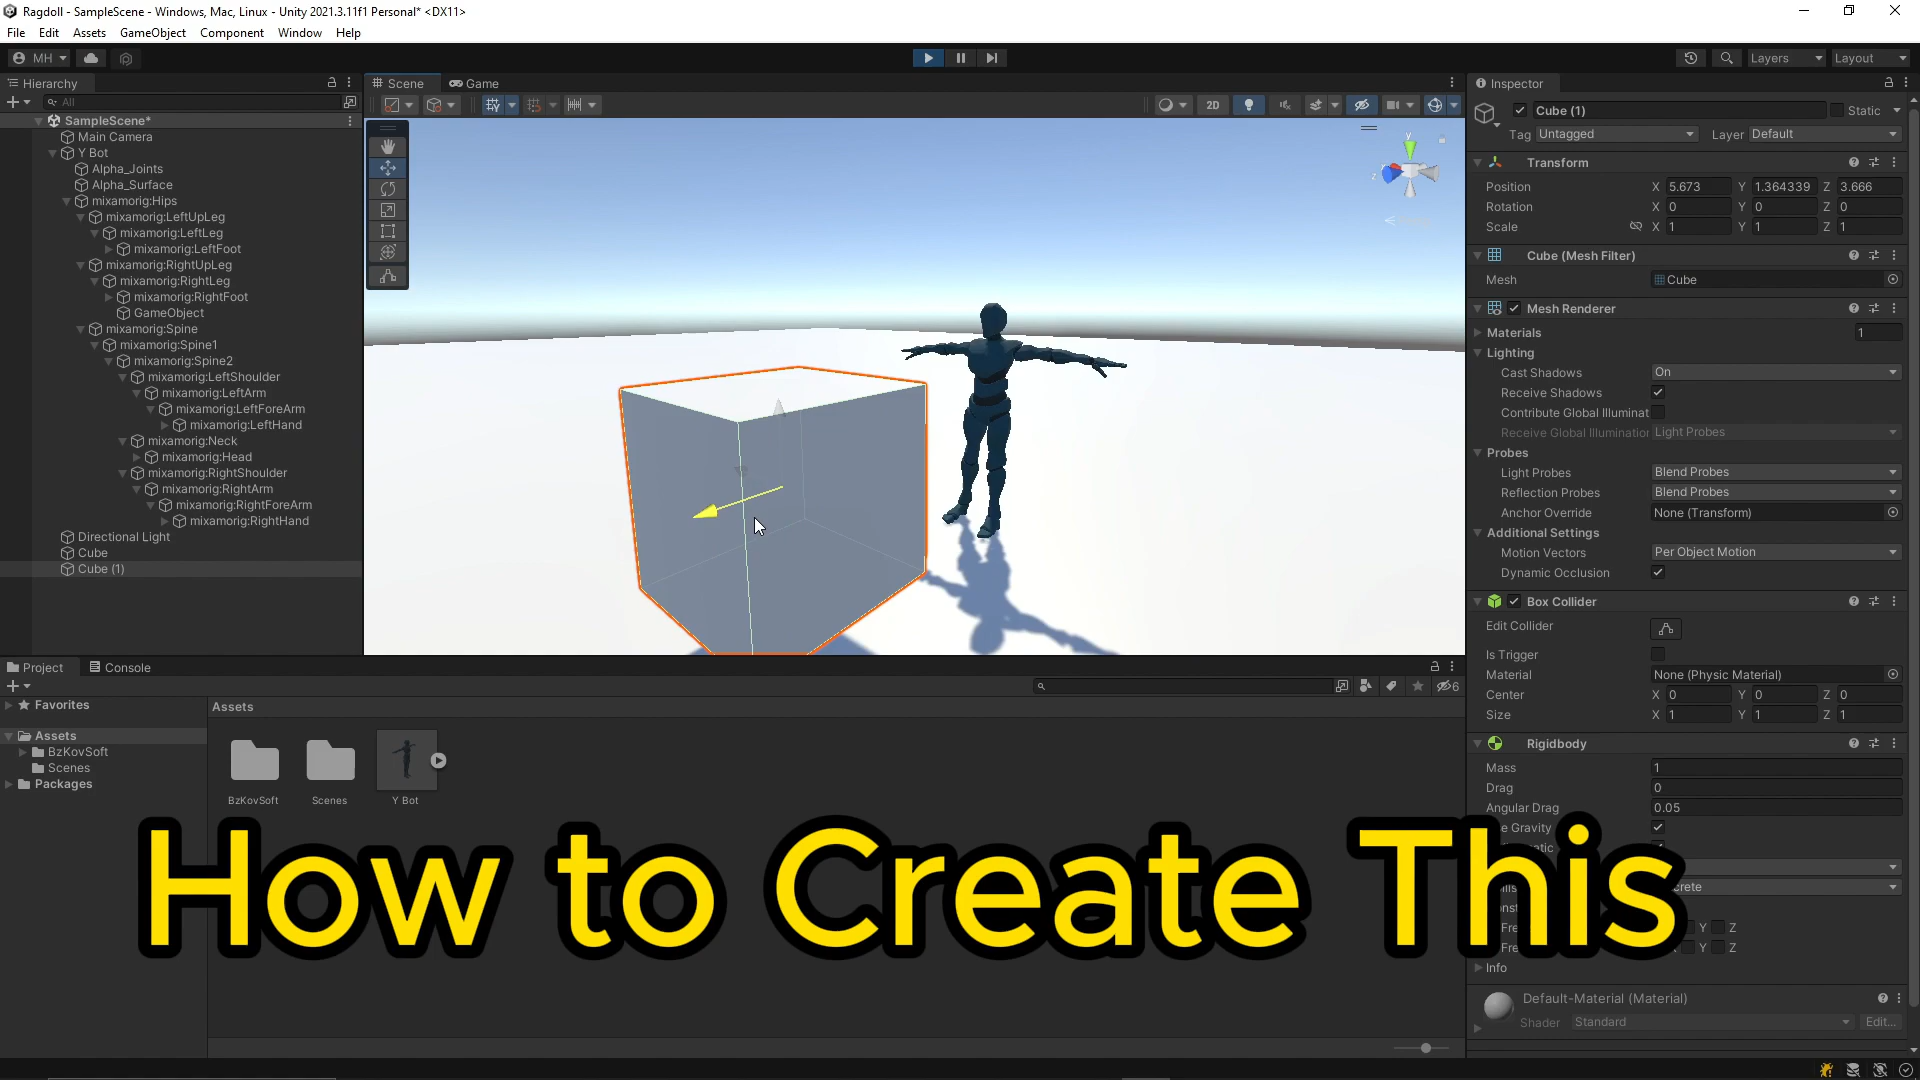 Ragdoll - SampleScene - Windows, Mac, Linux - Unity 2021.3.11f1 Personal* <DX11>
File Edit Assets GameObject Component Window Help
MH
Layers
Layout
Hierarchy
All
SampleScene*
Main Camera
Y Bot
Alpha_Joints
Alpha_Surface
mixamorig:Hips
mixamorig:LeftUpLeg
mixamorig:LeftLeg
mixamorig:LeftFoot
mixamorig:RightUpLeg
mixamorig:RightLeg
mixamorig:RightFoot
GameObject
mixamorig:Spine
mixamorig:Spine1
mixamorig:Spine2
mixamorig:LeftShoulder
mixamorig:LeftArm
mixamorig:LeftForeArm
mixamorig:LeftHand
mixamorig:Neck
mixamorig:Head
mixamorig:RightShoulder
mixamorig:RightArm
mixamorig:RightForeArm
mixamorig:RightHand
Directional Light
Cube
Cube (1)
Scene Game
2D
y
z
Inspector
Cube (1)
Static
Tag Untagged Layer Default
Transform
Position X 5.673 Y 1.364339 Z 3.666
Rotation X 0 Y 0 Z 0
Scale X 1 Y 1 Z 1
Cube (Mesh Filter)
Mesh Cube
Mesh Renderer
Materials 1
Lighting
Cast Shadows On
Receive Shadows
Contribute Global Illuminat
Receive Global Illumination Light Probes
Probes
Light Probes Blend Probes
Reflection Probes Blend Probes
Anchor Override None (Transform)
Additional Settings
Motion Vectors Per Object Motion
Dynamic Occlusion
Box Collider
Edit Collider
Is Trigger
Material None (Physic Material)
Center X 0 Y 0 Z 0
Size X 1 Y 1 Z 1
Rigidbody
Mass 1
Drag 0
Angular Drag 0.05
e Gravity
crete
Y Z
Y Z
Info
Default-Material (Material)
Shader Standard Edit...
Project Console
6
Favorites
Assets
BzKovSoft
Scenes
Packages
Assets
BzKovSoft Scenes Y Bot
How to Create This